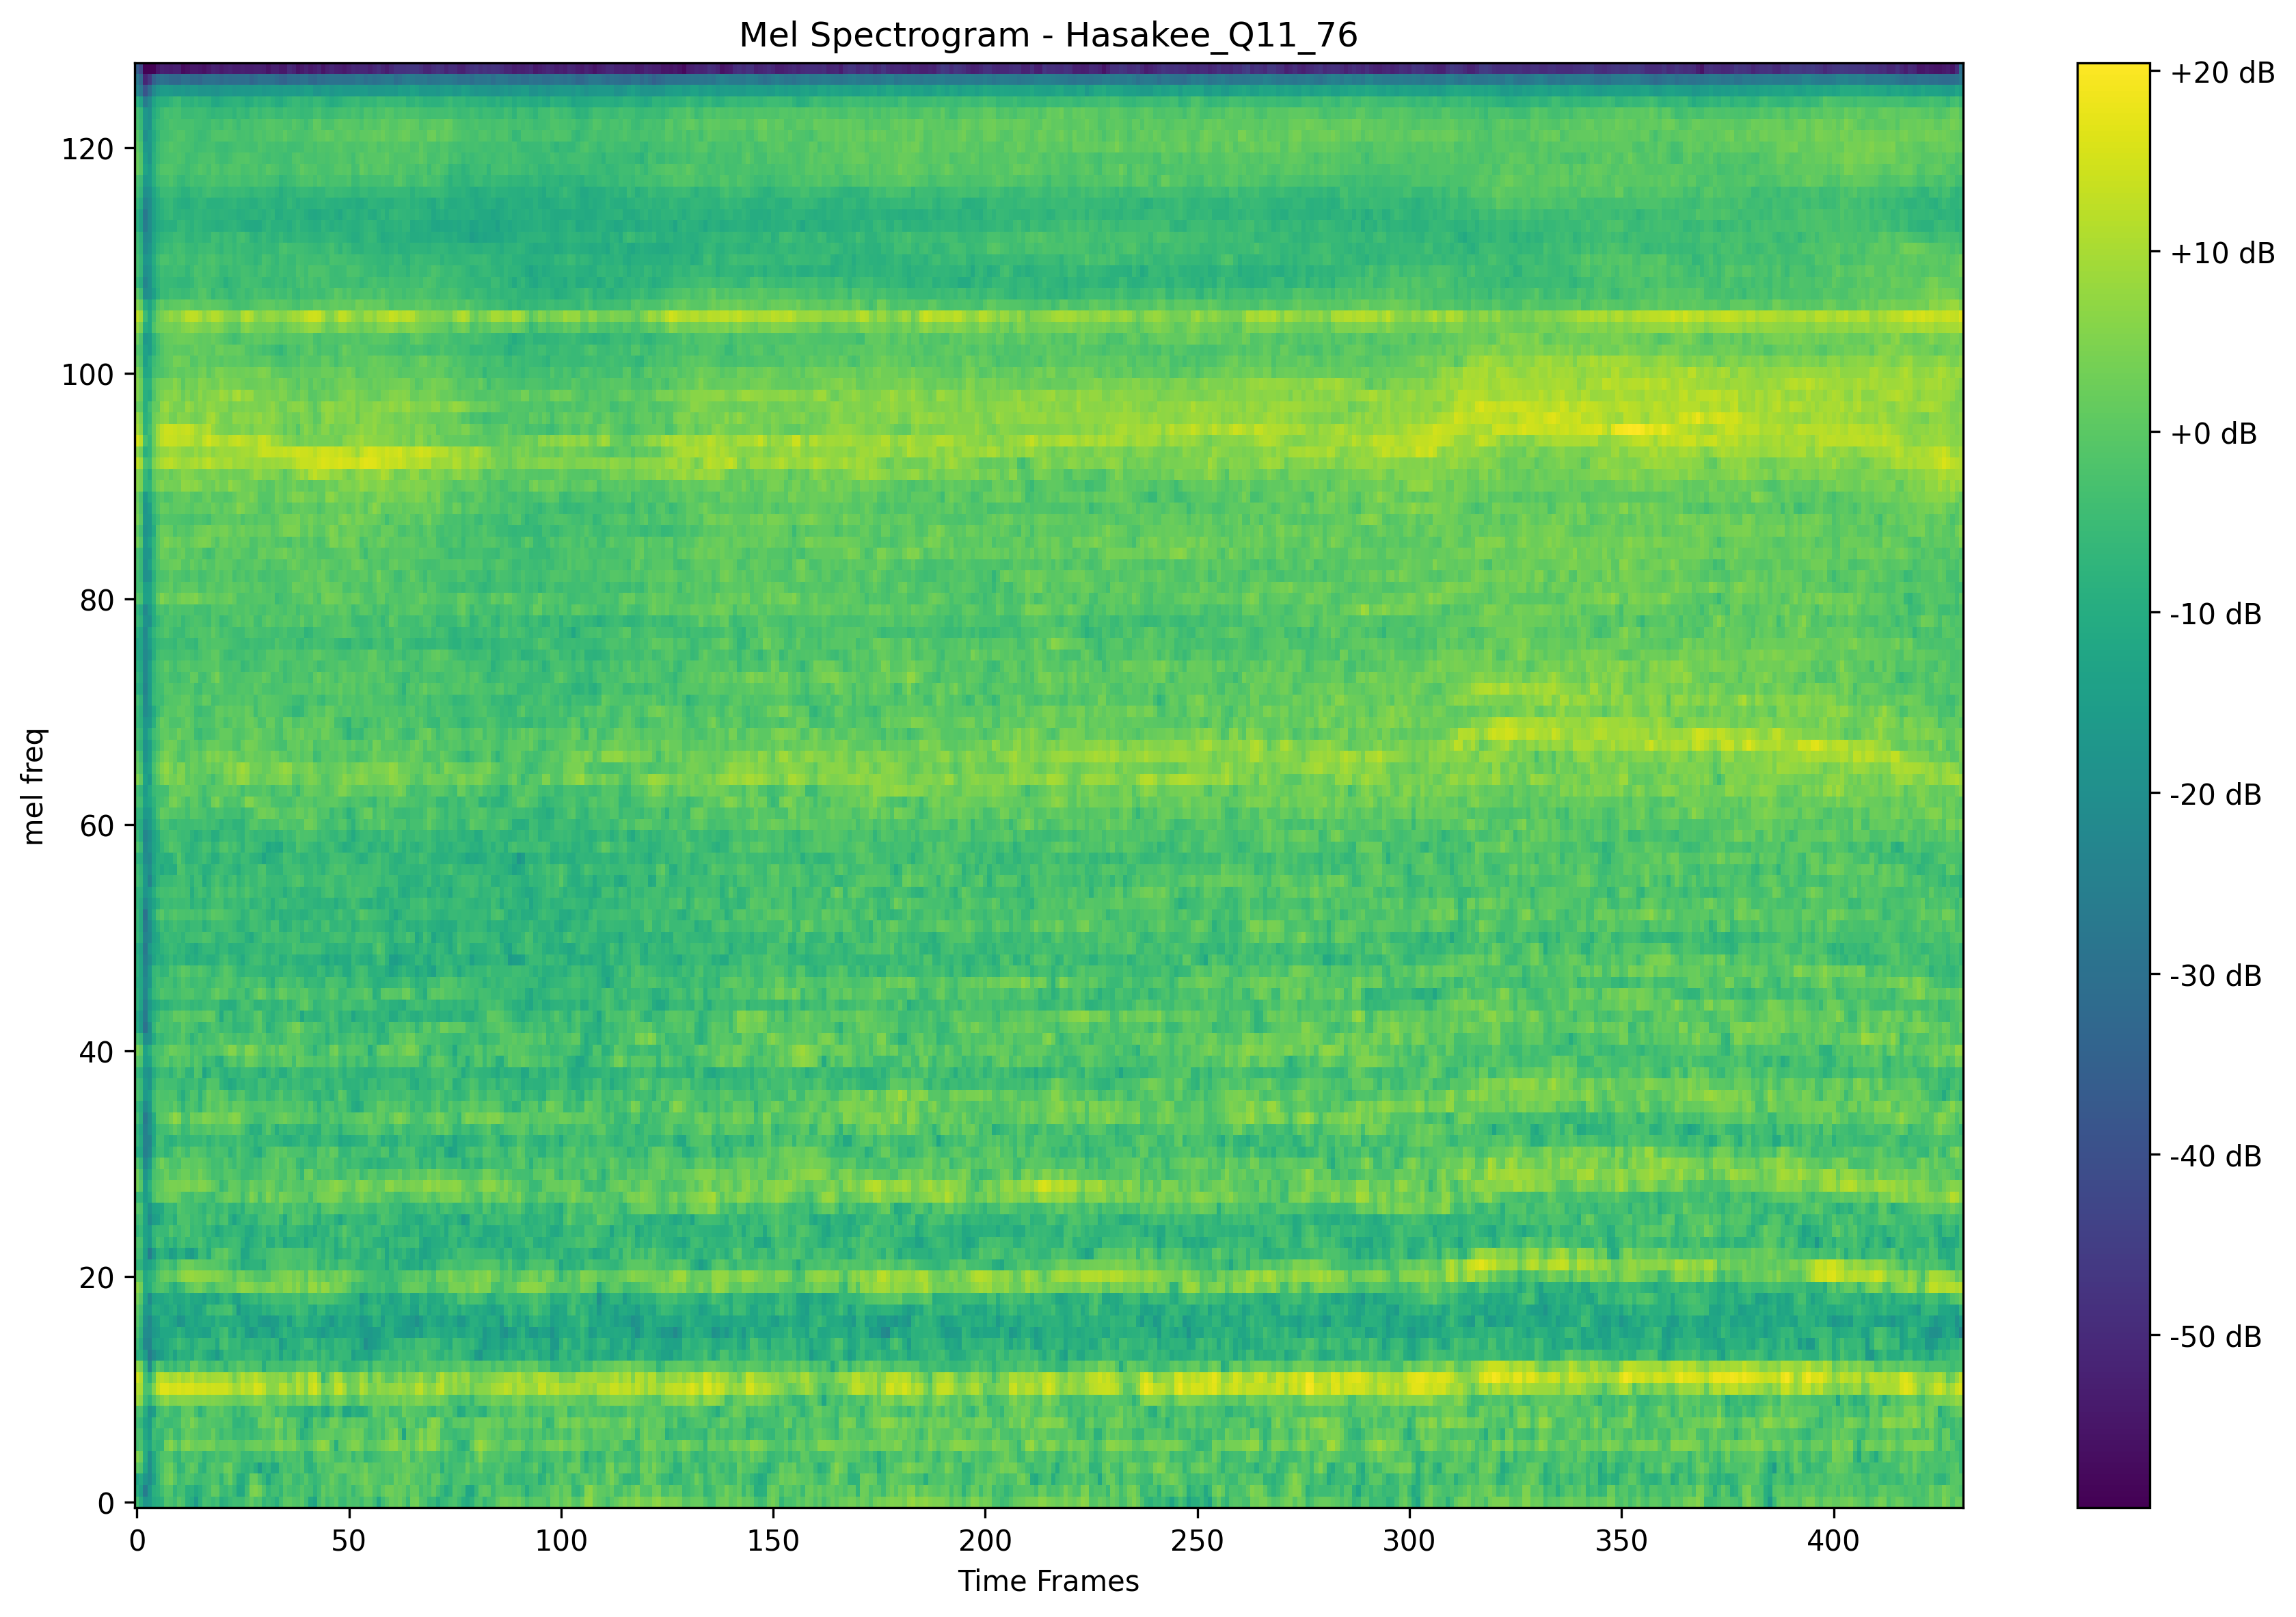 Mel Spectrogram - Hasakee_Q11_76
mel freq
120
100
80
60
40
20
0
0 50 100 150 200 250 300 350 400
Time Frames
+20 dB
+10 dB
+0 dB
-10 dB
-20 dB
-30 dB
-40 dB
-50 dB